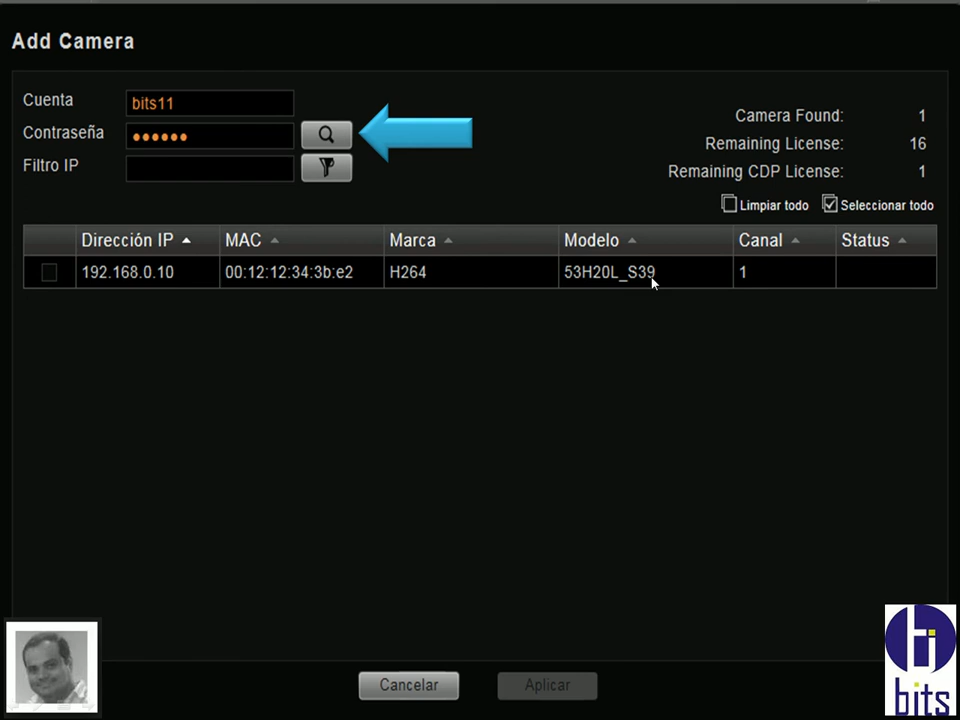 Add Camera
Cuenta bits11
Contraseña ●●●●●●
Filtro IP
Camera Found: 1
Remaining License: 16
Remaining CDP License: 1
Limpiar todo Seleccionar todo
Dirección IP MAC Marca Modelo Canal Status
192.168.0.10 00:12:12:34:3b:e2 H264 53H20L_S39 1
Cancelar Aplicar
bits